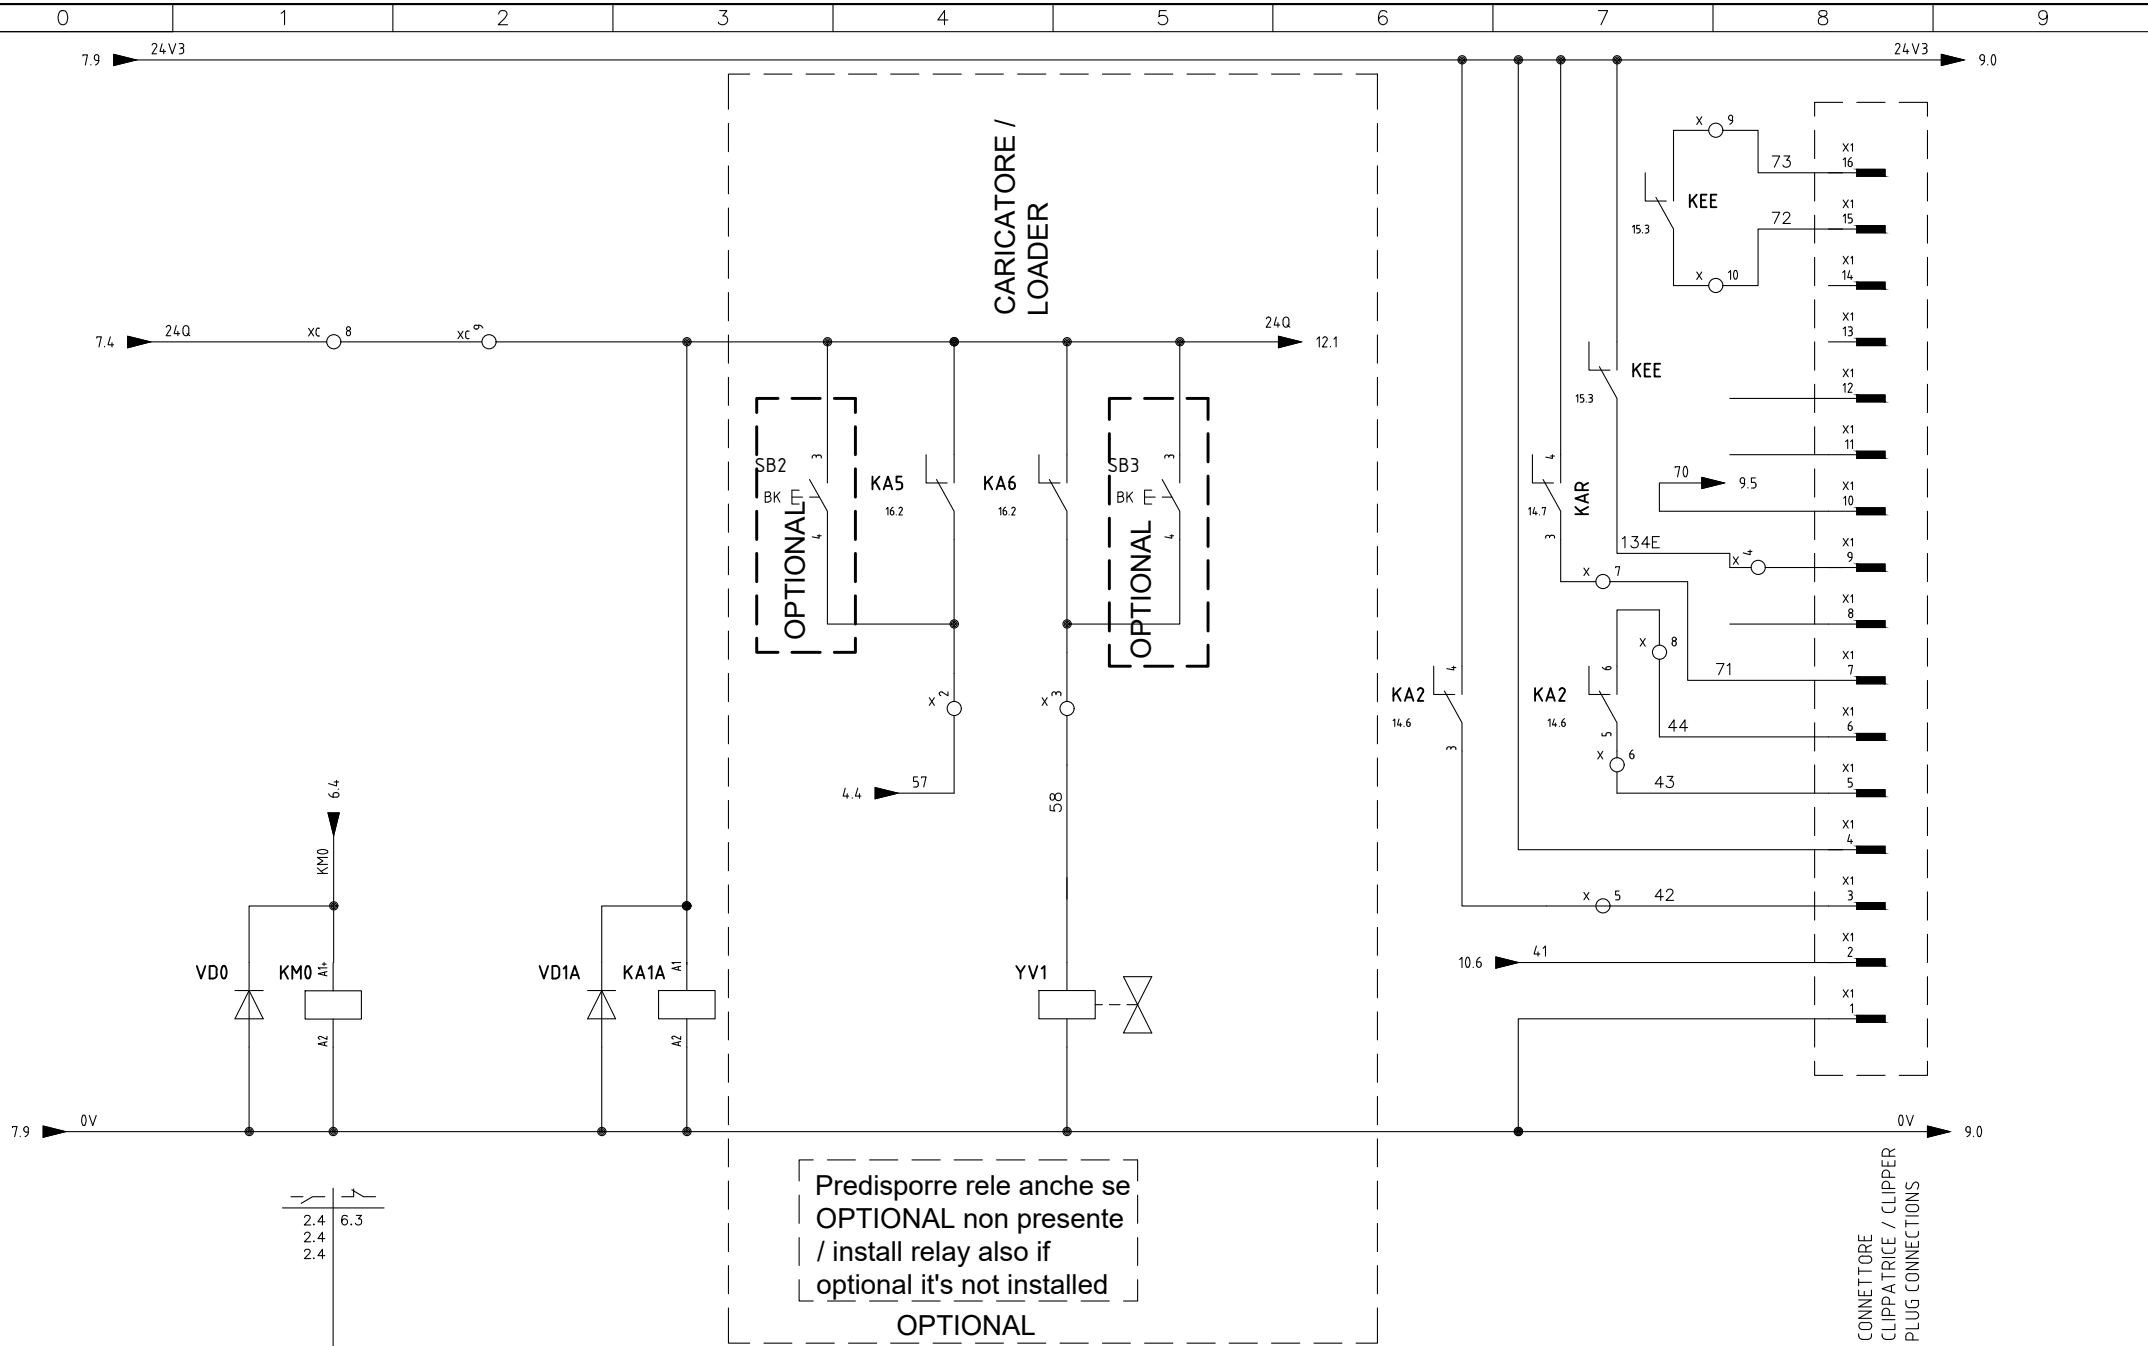 0 1 2 3 4 5 6 7 8 9
7.9 24V3 24V3 9.0
CARICATORE /
LOADER
7.4 24Q XC 8 XC 9 24Q 12.1
SB2 3
BK
4
OPTIONAL
KA5
16.2
KA6
16.2
SB3 3
BK
4
OPTIONAL
X 2
X 3
4.4 57
58
6.4
KM0
VD0 KM0 A1+
A2
VD1A KA1A A1
A2
YV1
X 9
73
KEE
15.3
72
X 10
KEE
15.3
4
KAR
14.7
3
70 9.5
134E
X 4
X 7
X 8
71
KA2 4
14.6
3
KA2 6
14.6
5
44
X 6
43
X 5 42
10.6 41
X1
16
X1
15
X1
14
X1
13
X1
12
X1
11
X1
10
X1
9
X1
8
X1
7
X1
6
X1
5
X1
4
X1
3
X1
2
X1
1
7.9 0V 0V 9.0
2.4 6.3
2.4
2.4
Predisporre rele anche se
OPTIONAL non presente
/ install relay also if
optional it's not installed
OPTIONAL
CONNETTORE
CLIPPATRICE / CLIPPER
PLUG CONNECTIONS